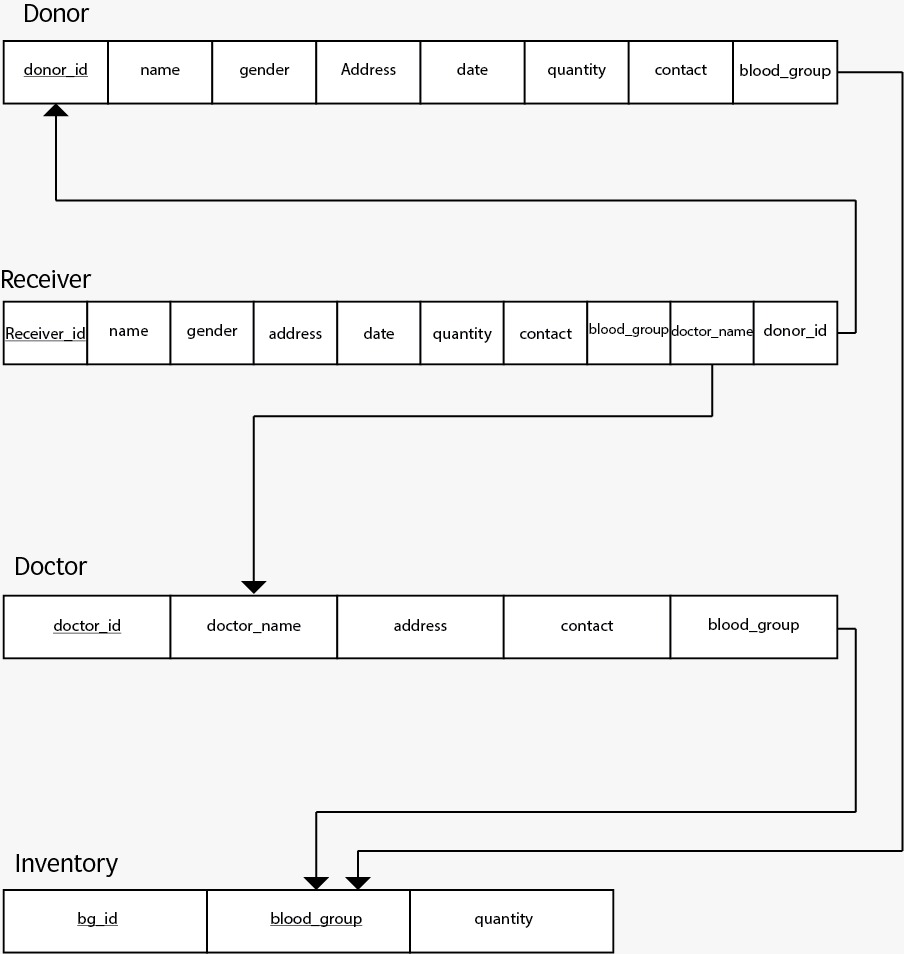 Donor
donor_id name gender Address date quantity contact blood_group
Receiver
Receiver_id name gender address date quantity contact blood_group doctor_name donor_id
Doctor
doctor_id doctor_name address contact blood_group
Inventory
bg_id blood_group quantity